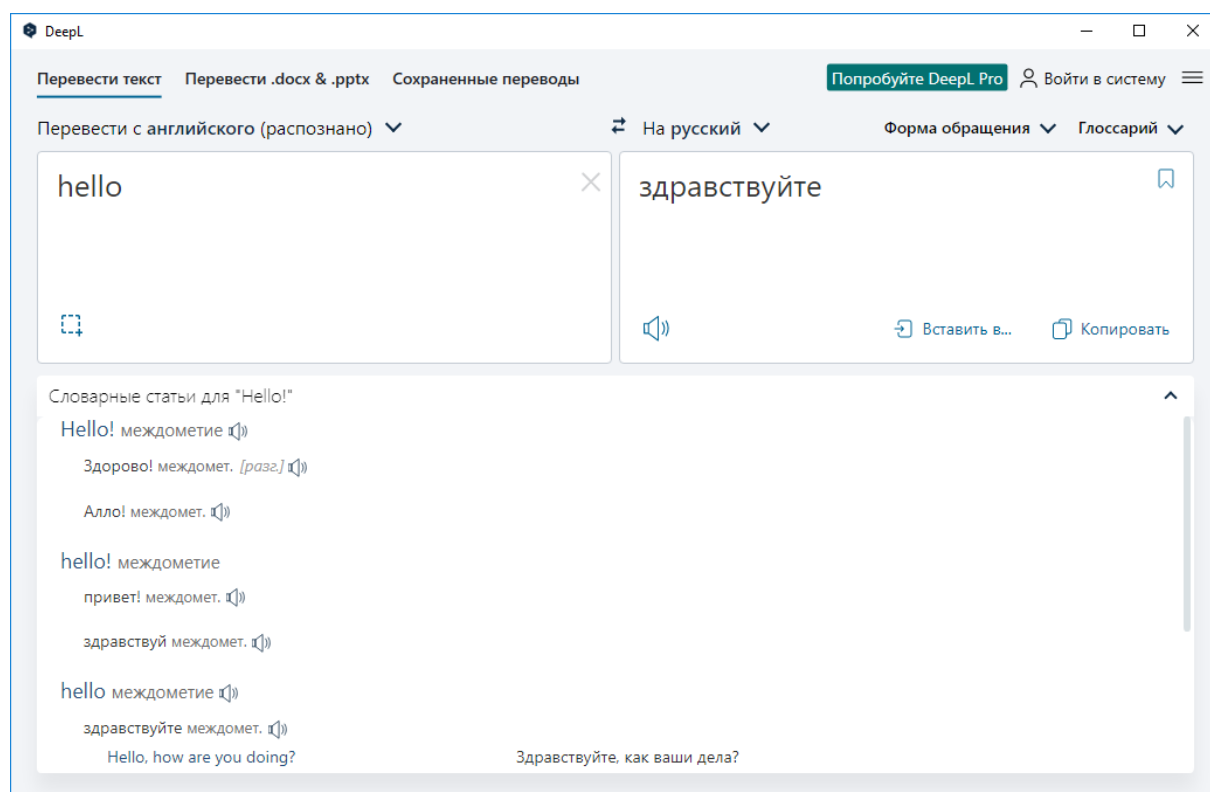 DeepL
Перевести текст Перевести .docx & .pptx Сохраненные переводы Попробуйте DeepL Pro Войти в систему
Перевести с английского (распознано) На русский Форма обращения Глоссарий
hello здравствуйте
Вставить в... Копировать
Словарные статьи для "Hello!"
Hello! междометие
Здорово! междомет. [разг.]
Алло! междомет.
hello! междометие
привет! междомет.
здравствуй междомет.
hello междометие
здравствуйте междомет.
Hello, how are you doing? Здравствуйте, как ваши дела?